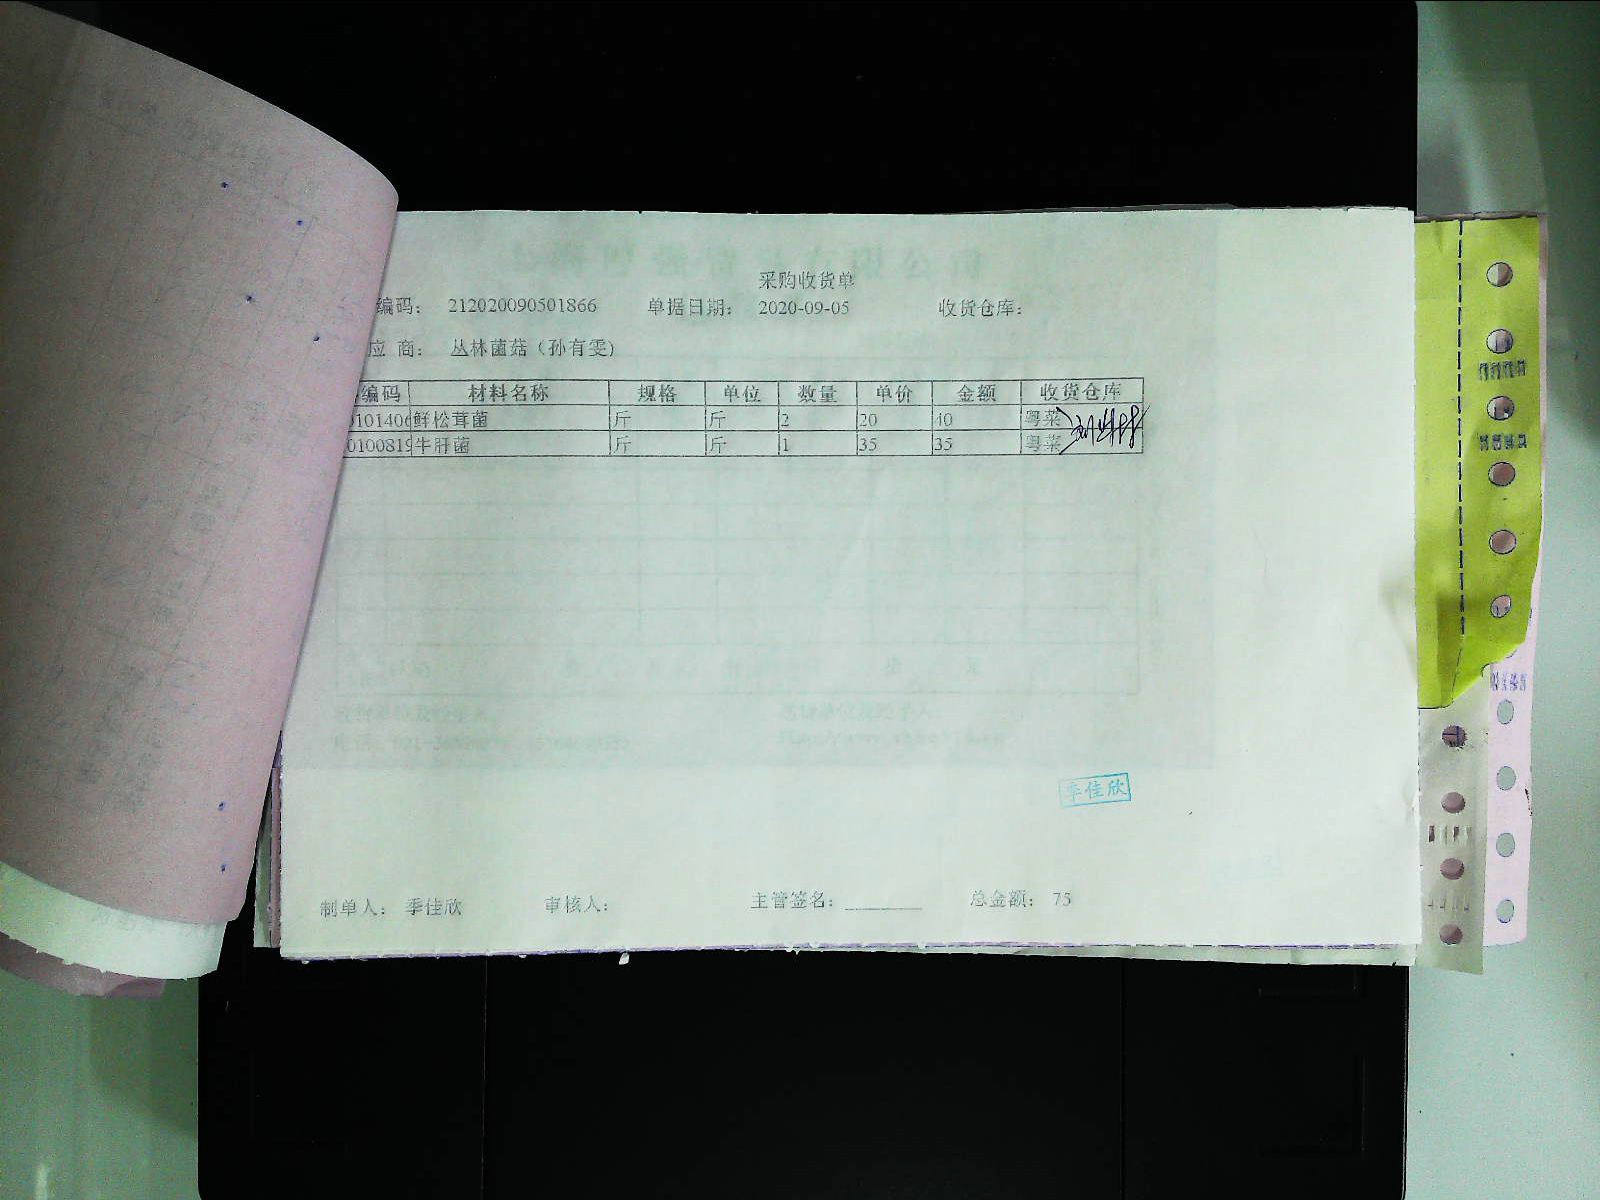 采购收货单
编码： 212020090501866 单据日期： 2020-09-05 收货仓库：
应 商： 丛林菌菇（孙有雯）
编码 材料名称 规格 单位 数量 单价 金额 收货仓库
鲜松茸菌 斤 斤 2 20 40 粤菜
牛肝菌 斤 斤 1 35 35 粤菜
季佳欣
制单人： 季佳欣 审核人： 主管签名：________ 总金额： 75